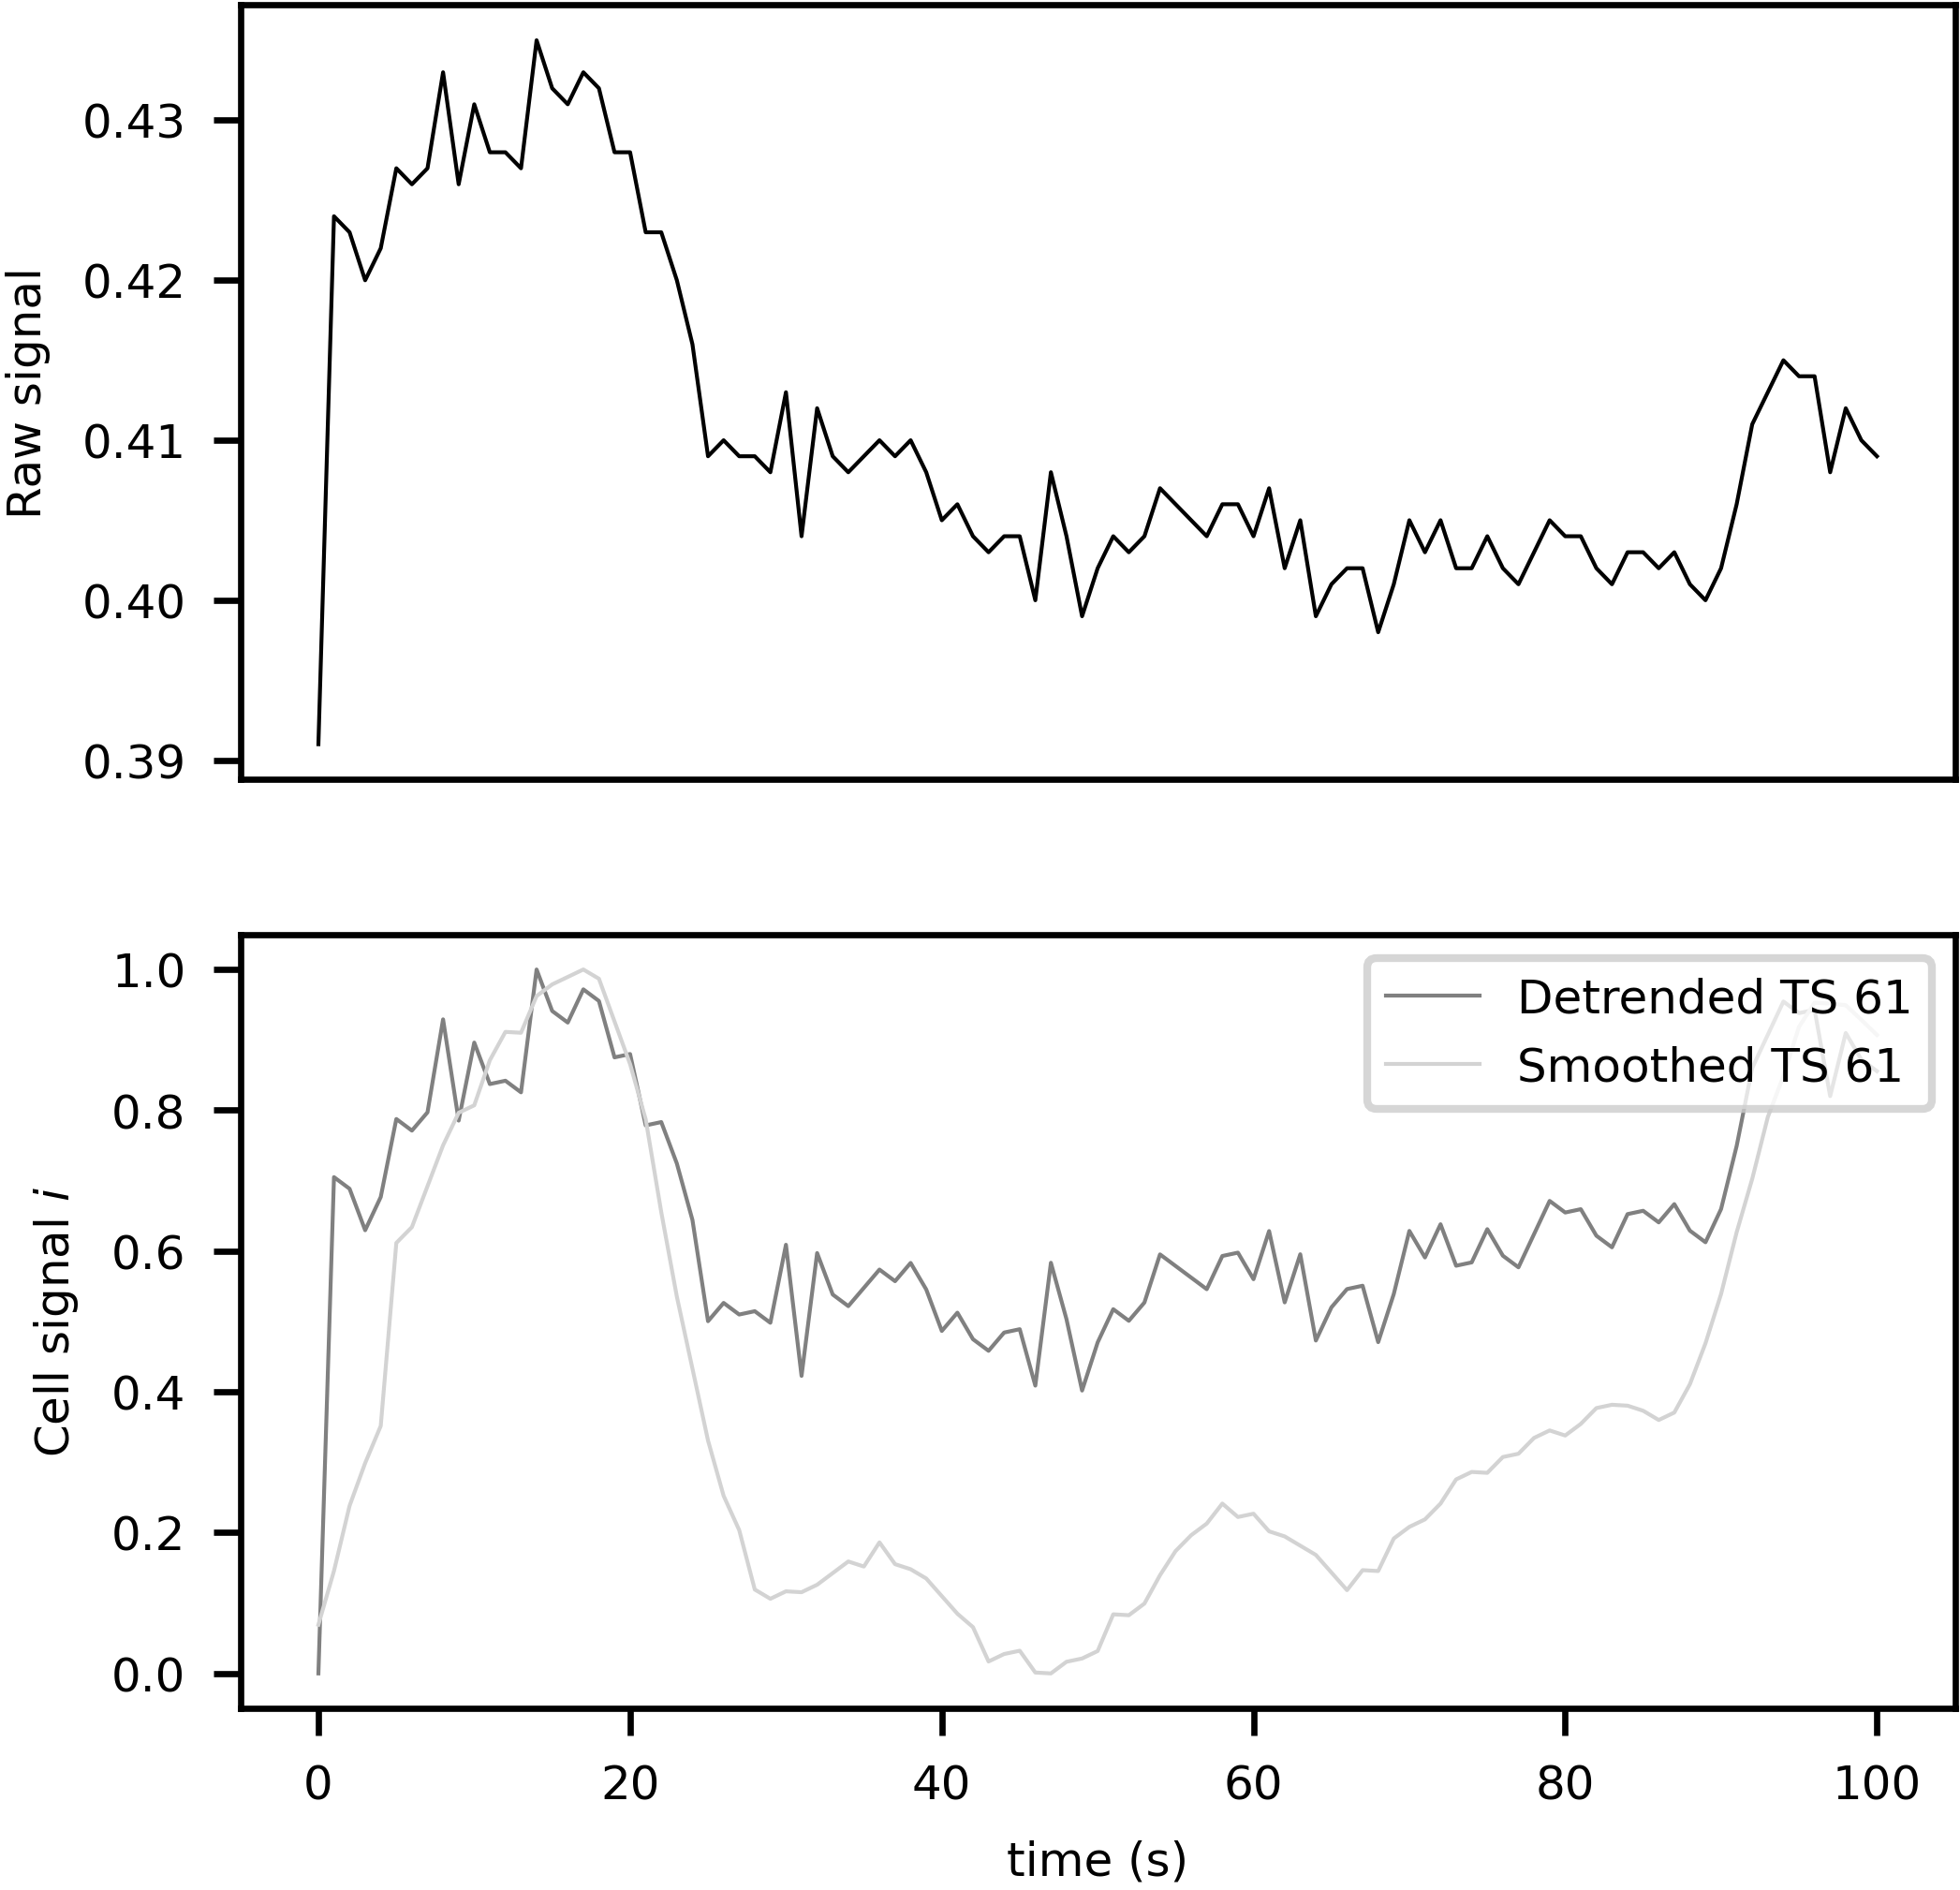 Raw signal
0.43
0.42
0.41
0.40
0.39
Cell signal i
1.0
0.8
0.6
0.4
0.2
0.0
Detrended TS 61
Smoothed TS 61
0 20 40 60 80 100
time (s)